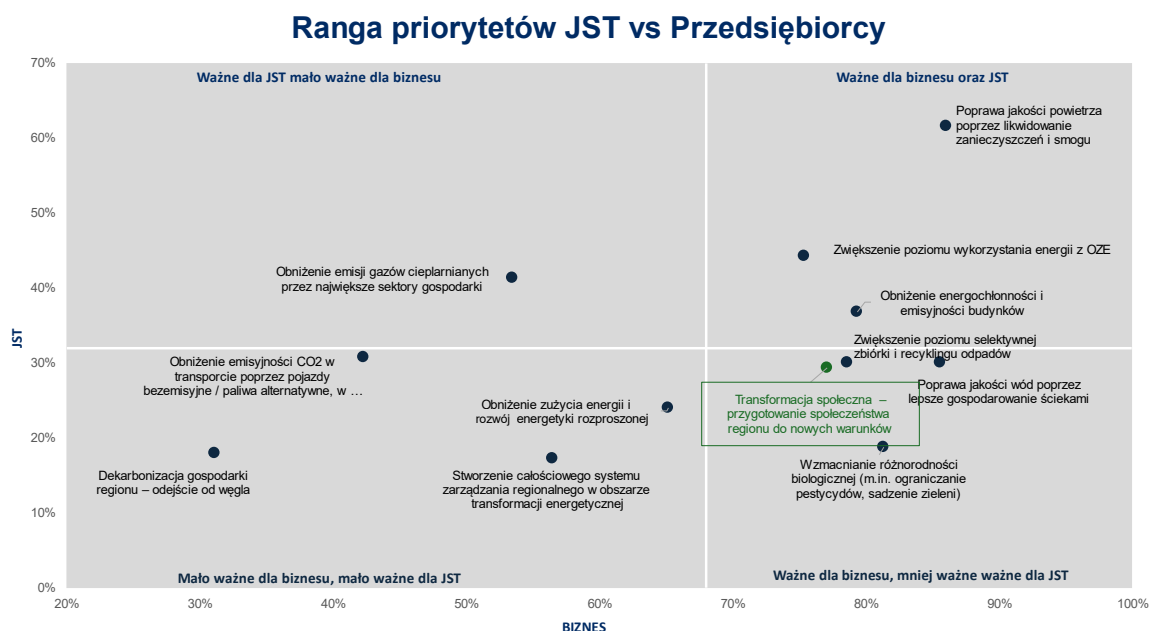 Ranga priorytetów JST vs Przedsiębiorcy
70%
60%
50%
40%
30%
20%
10%
0%
JST
Ważne dla JST mało ważne dla biznesu
Ważne dla biznesu oraz JST
Poprawa jakości powietrza
poprzez likwidowanie
zanieczyszczeń i smogu
Zwiększenie poziomu wykorzystania energii z OZE
Obniżenie emisji gazów cieplarnianych
przez największe sektory gospodarki
Obniżenie energochłonności i
emisyjności budynków
Zwiększenie poziomu selektywnej
zbiórki i recyklingu odpadów
Obniżenie emisyjności CO2 w
transporcie poprzez pojazdy
bezemisyjne / paliwa alternatywne, w …
Poprawa jakości wód poprzez
lepsze gospodarowanie ściekami
Transformacja społeczna –
przygotowanie społeczeństwa
regionu do nowych warunków
Obniżenie zużycia energii i
rozwój energetyki rozproszonej
Dekarbonizacja gospodarki
regionu – odejście od węgla
Stworzenie całościowego systemu
zarządzania regionalnego w obszarze
transformacji energetycznej
Wzmacnianie różnorodności
biologicznej (m.in. ograniczanie
pestycydów, sadzenie zieleni)
Mało ważne dla biznesu, mało ważne dla JST
Ważne dla biznesu, mniej ważne ważne dla JST
20%
30%
40%
50%
60%
70%
80%
90%
100%
BIZNES